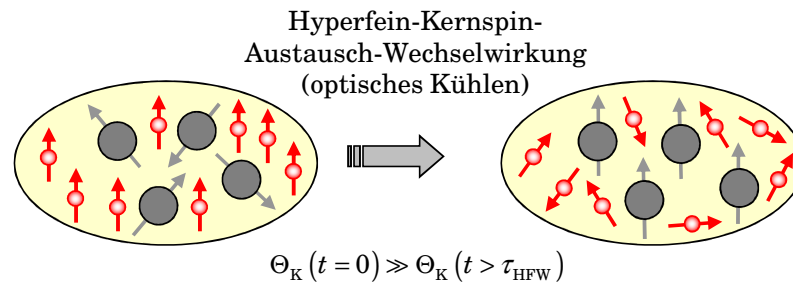 Hyperfein-Kernspin-
Austausch-Wechselwirkung
(optisches Kühlen)
Θ_K (t = 0) ≫ Θ_K (t > τ_HFW)